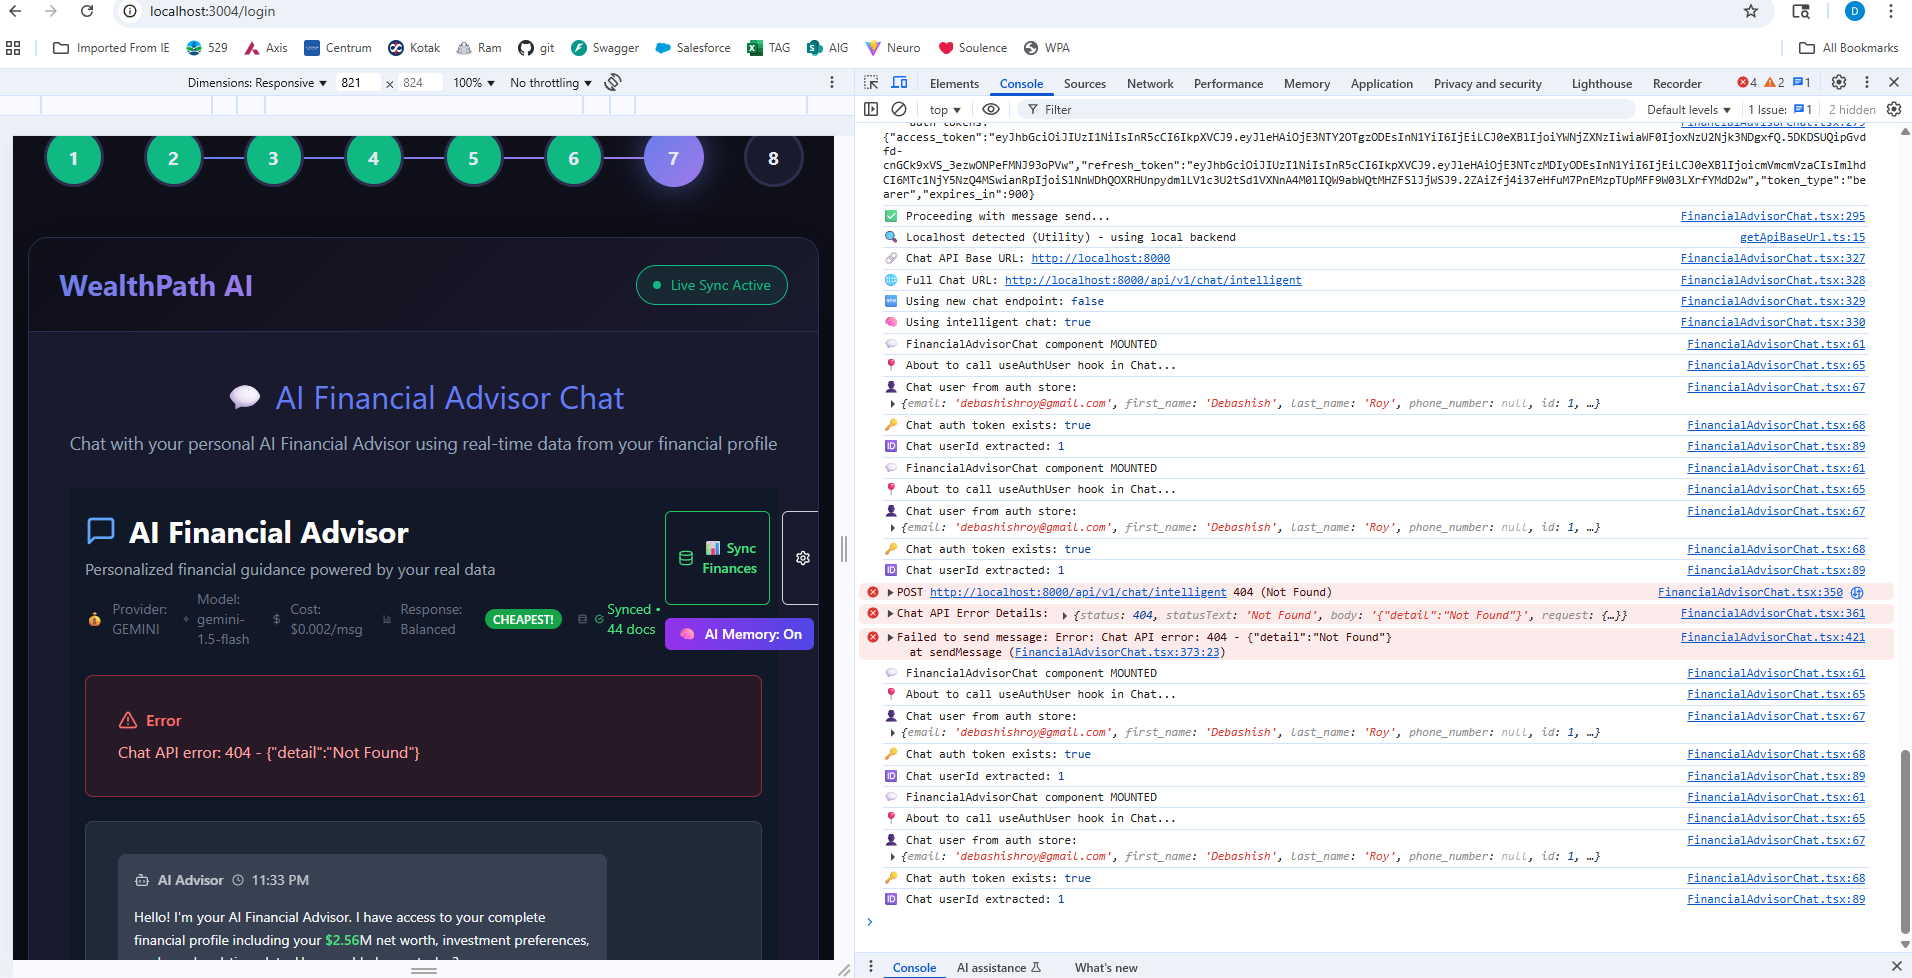 localhost:3004/login
D
Imported From IE
529
Axis
Centrum
Kotak
Ram
git
Swagger
Salesforce
TAG
AIG
Neuro
Soulence
WPA
All Bookmarks
Dimensions: Responsive ▼ 821 × 824 100% ▼ No throttling ▼
1
2
3
4
5
6
7
8
WealthPath AI
Live Sync Active
AI Financial Advisor Chat
Chat with your personal AI Financial Advisor using real-time data from your financial profile
AI Financial Advisor
Personalized financial guidance powered by your real data
Sync
Finances
Provider:
GEMINI
Model:
gemini-
1.5-flash
Cost:
$0.002/msg
Response:
Balanced
CHEAPEST!
Synced •
44 docs
AI Memory: On
Error
Chat API error: 404 - {"detail":"Not Found"}
AI Advisor 11:33 PM
Hello! I'm your AI Financial Advisor. I have access to your complete
financial profile including your $2.56M net worth, investment preferences,
Elements Console Sources Network Performance Memory Application Privacy and security Lighthouse Recorder 4 2 1
top ▼ Filter Default levels ▼ 1 Issue: 1 2 hidden
Proceeding with message send... FinancialAdvisorChat.tsx:295
Localhost detected (Utility) - using local backend getApiBaseUrl.ts:15
Chat API Base URL: http://localhost:8000 FinancialAdvisorChat.tsx:327
Full Chat URL: http://localhost:8000/api/v1/chat/intelligent FinancialAdvisorChat.tsx:328
Using new chat endpoint: false FinancialAdvisorChat.tsx:329
Using intelligent chat: true FinancialAdvisorChat.tsx:330
FinancialAdvisorChat component MOUNTED FinancialAdvisorChat.tsx:61
About to call useAuthUser hook in Chat... FinancialAdvisorChat.tsx:65
Chat user from auth store: FinancialAdvisorChat.tsx:67
{email: 'debashishroy@gmail.com', first_name: 'Debashish', last_name: 'Roy', phone_number: null, id: 1, …}
Chat auth token exists: true FinancialAdvisorChat.tsx:68
Chat userId extracted: 1 FinancialAdvisorChat.tsx:89
FinancialAdvisorChat component MOUNTED FinancialAdvisorChat.tsx:61
About to call useAuthUser hook in Chat... FinancialAdvisorChat.tsx:65
Chat user from auth store: FinancialAdvisorChat.tsx:67
{email: 'debashishroy@gmail.com', first_name: 'Debashish', last_name: 'Roy', phone_number: null, id: 1, …}
Chat auth token exists: true FinancialAdvisorChat.tsx:68
Chat userId extracted: 1 FinancialAdvisorChat.tsx:89
POST http://localhost:8000/api/v1/chat/intelligent 404 (Not Found) FinancialAdvisorChat.tsx:350
Chat API Error Details: {status: 404, statusText: 'Not Found', body: '{"detail":"Not Found"}', request: {…}} FinancialAdvisorChat.tsx:361
Failed to send message: Error: Chat API error: 404 - {"detail":"Not Found"} FinancialAdvisorChat.tsx:421
at sendMessage (FinancialAdvisorChat.tsx:373:23)
FinancialAdvisorChat component MOUNTED FinancialAdvisorChat.tsx:61
About to call useAuthUser hook in Chat... FinancialAdvisorChat.tsx:65
Chat user from auth store: FinancialAdvisorChat.tsx:67
{email: 'debashishroy@gmail.com', first_name: 'Debashish', last_name: 'Roy', phone_number: null, id: 1, …}
Chat auth token exists: true FinancialAdvisorChat.tsx:68
Chat userId extracted: 1 FinancialAdvisorChat.tsx:89
FinancialAdvisorChat component MOUNTED FinancialAdvisorChat.tsx:61
About to call useAuthUser hook in Chat... FinancialAdvisorChat.tsx:65
Chat user from auth store: FinancialAdvisorChat.tsx:67
{email: 'debashishroy@gmail.com', first_name: 'Debashish', last_name: 'Roy', phone_number: null, id: 1, …}
Chat auth token exists: true FinancialAdvisorChat.tsx:68
Chat userId extracted: 1 FinancialAdvisorChat.tsx:89
Console AI assistance What's new